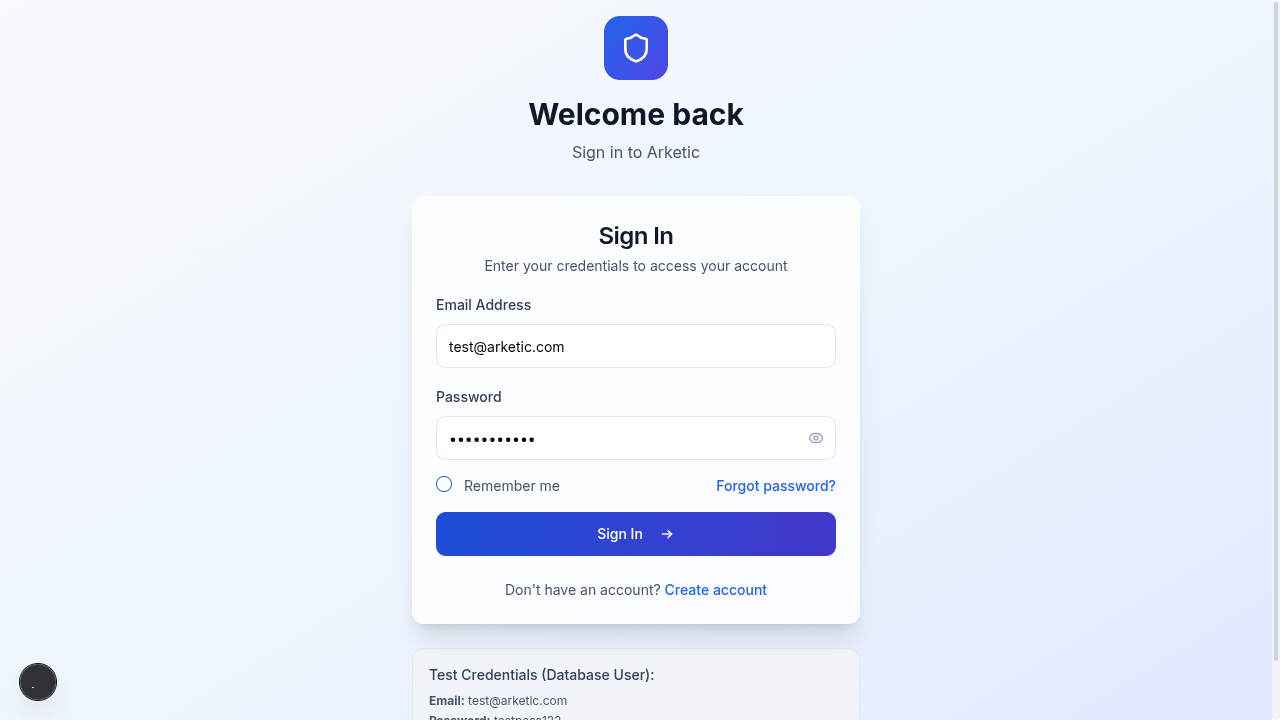 Welcome back
Sign in to Arketic
Sign In
Enter your credentials to access your account
Email Address
test@arketic.com
Password
•••••••••••
Remember me
Forgot password?
Sign In →
Don't have an account? Create account
Test Credentials (Database User):
Email: test@arketic.com
Password: testpass123